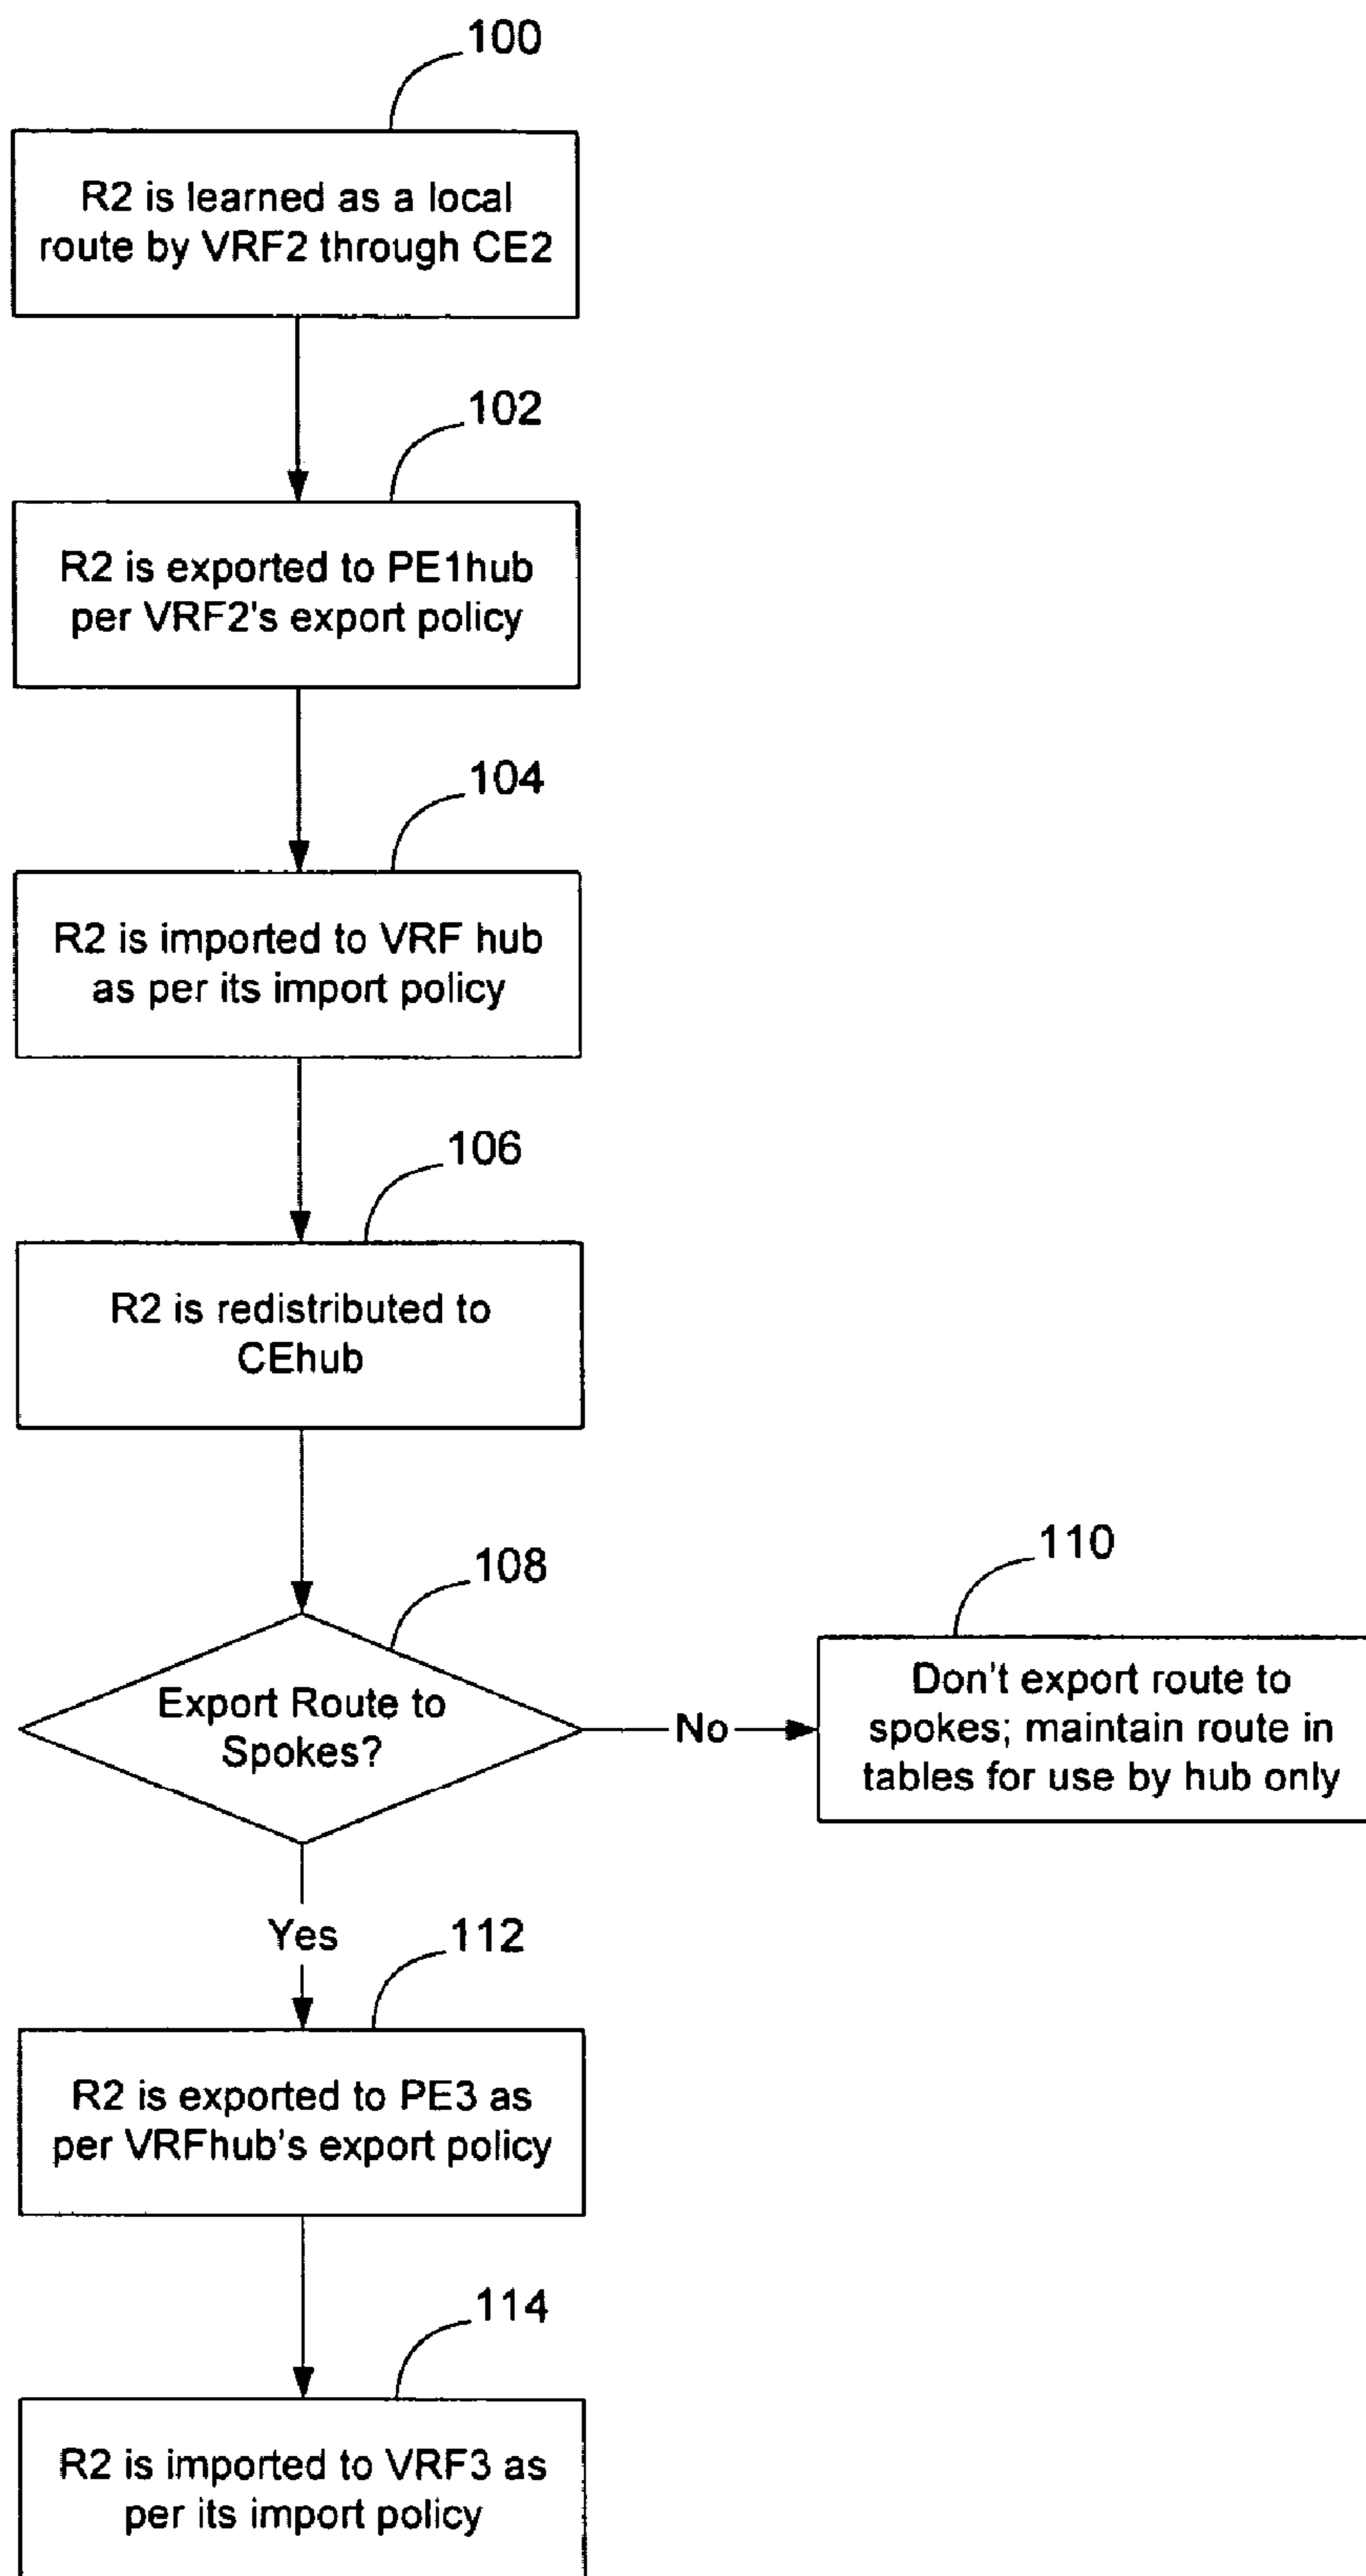 100
R2 is learned as a local
route by VRF2 through CE2
102
R2 is exported to PE1hub
per VRF2's export policy
104
R2 is imported to VRF hub
as per its import policy
106
R2 is redistributed to
CEhub
108
Export Route to
Spokes?
No
110
Don't export route to
spokes; maintain route in
tables for use by hub only
Yes
112
R2 is exported to PE3 as
per VRFhub's export policy
114
R2 is imported to VRF3 as
per its import policy